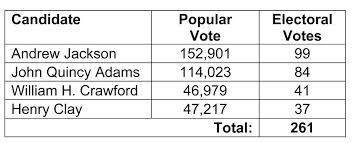 Candidate Popular Vote Electoral Votes
Andrew Jackson 152,901 99
John Quincy Adams 114,023 84
William H. Crawford 46,979 41
Henry Clay 47,217 37
Total: 261